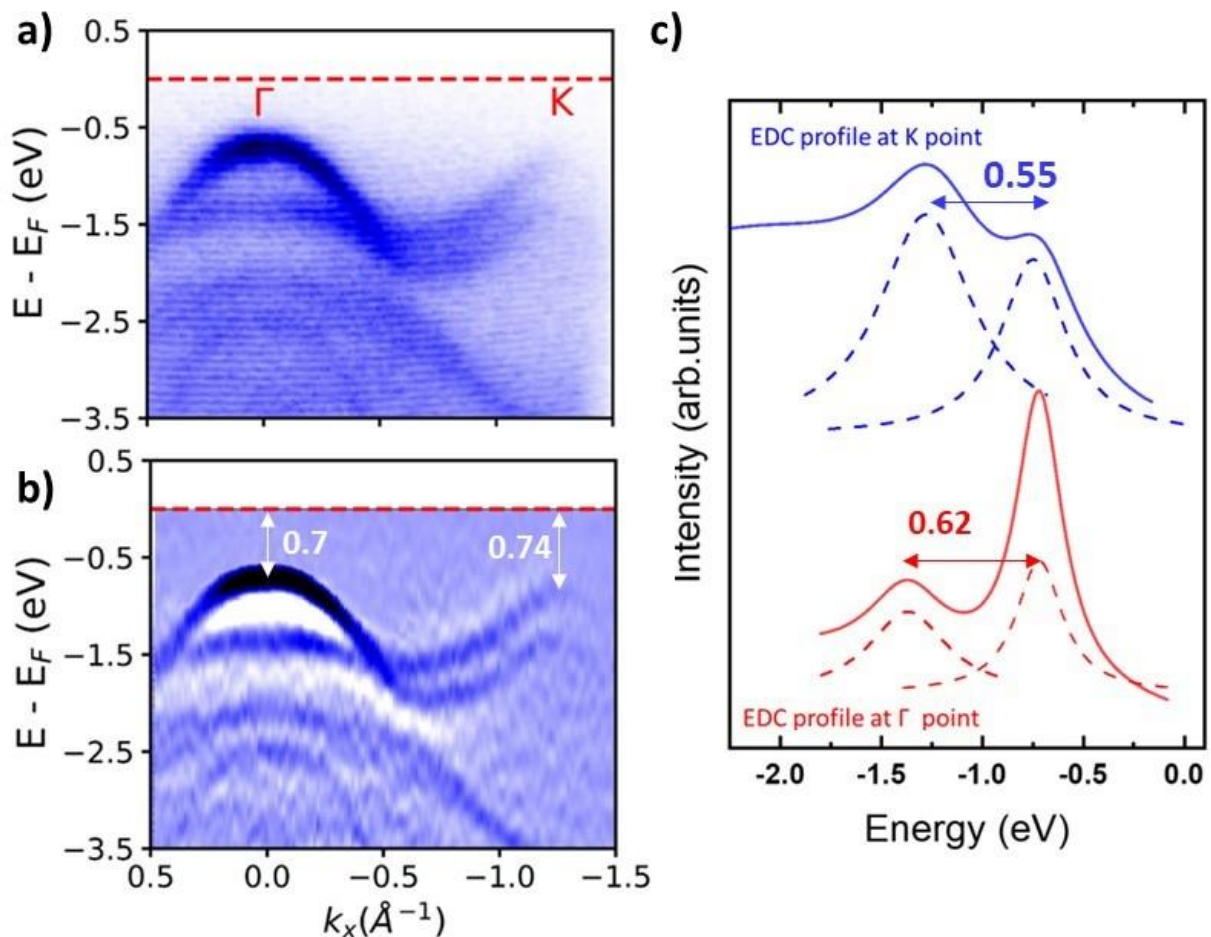 a)
0.5
−0.5
−1.5
−2.5
−3.5
E - E_F (eV)
Γ
K
b)
0.5
−0.5
−1.5
−2.5
−3.5
E - E_F (eV)
0.7
0.74
0.5
0.0
−0.5
−1.0
−1.5
k_x(Å⁻¹)
c)
EDC profile at K point
0.55
0.62
EDC profile at Γ point
Intensity (arb.units)
-2.0
-1.5
-1.0
-0.5
0.0
Energy (eV)